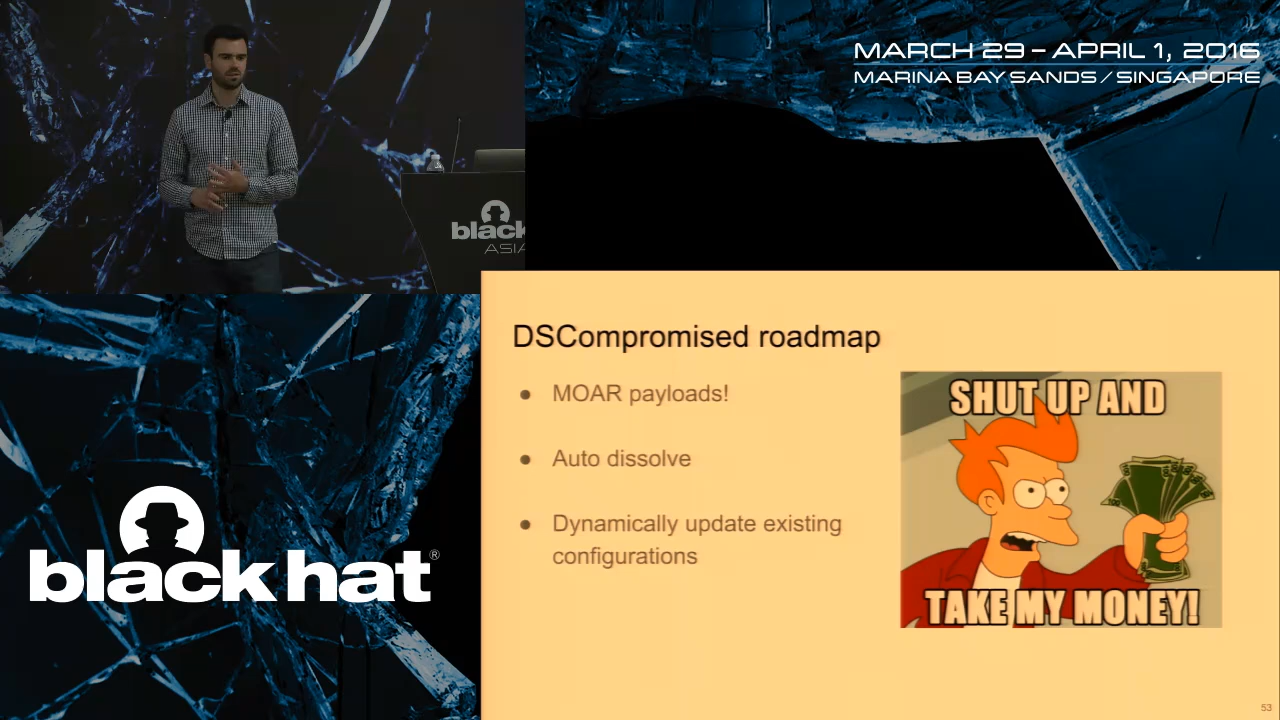 MARCH 29 – APRIL 1, 2016
MARINA BAY SANDS / SINGAPORE
black
ASIA
DSCompromised roadmap
● MOAR payloads!
● Auto dissolve
● Dynamically update existing
configurations
SHUT UP AND
TAKE MY MONEY!
black hat®
53